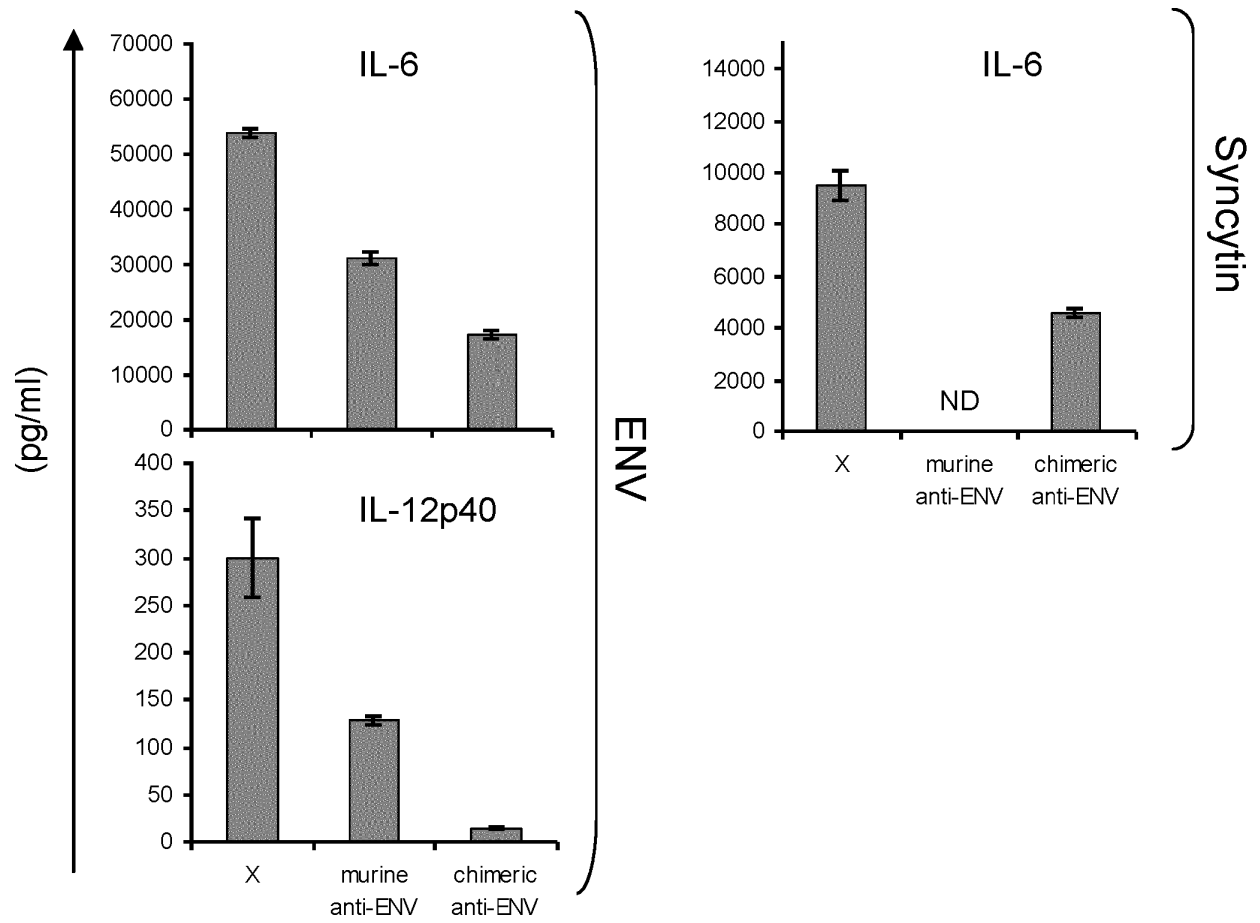 (pg/ml)
IL-6
70000
60000
50000
40000
30000
20000
10000
0
IL-12p40
400
350
300
250
200
150
100
50
0
X
murine
anti-ENV
chimeric
anti-ENV
ENV
IL-6
14000
12000
10000
8000
6000
4000
2000
0
ND
X
murine
anti-ENV
chimeric
anti-ENV
Syncytin